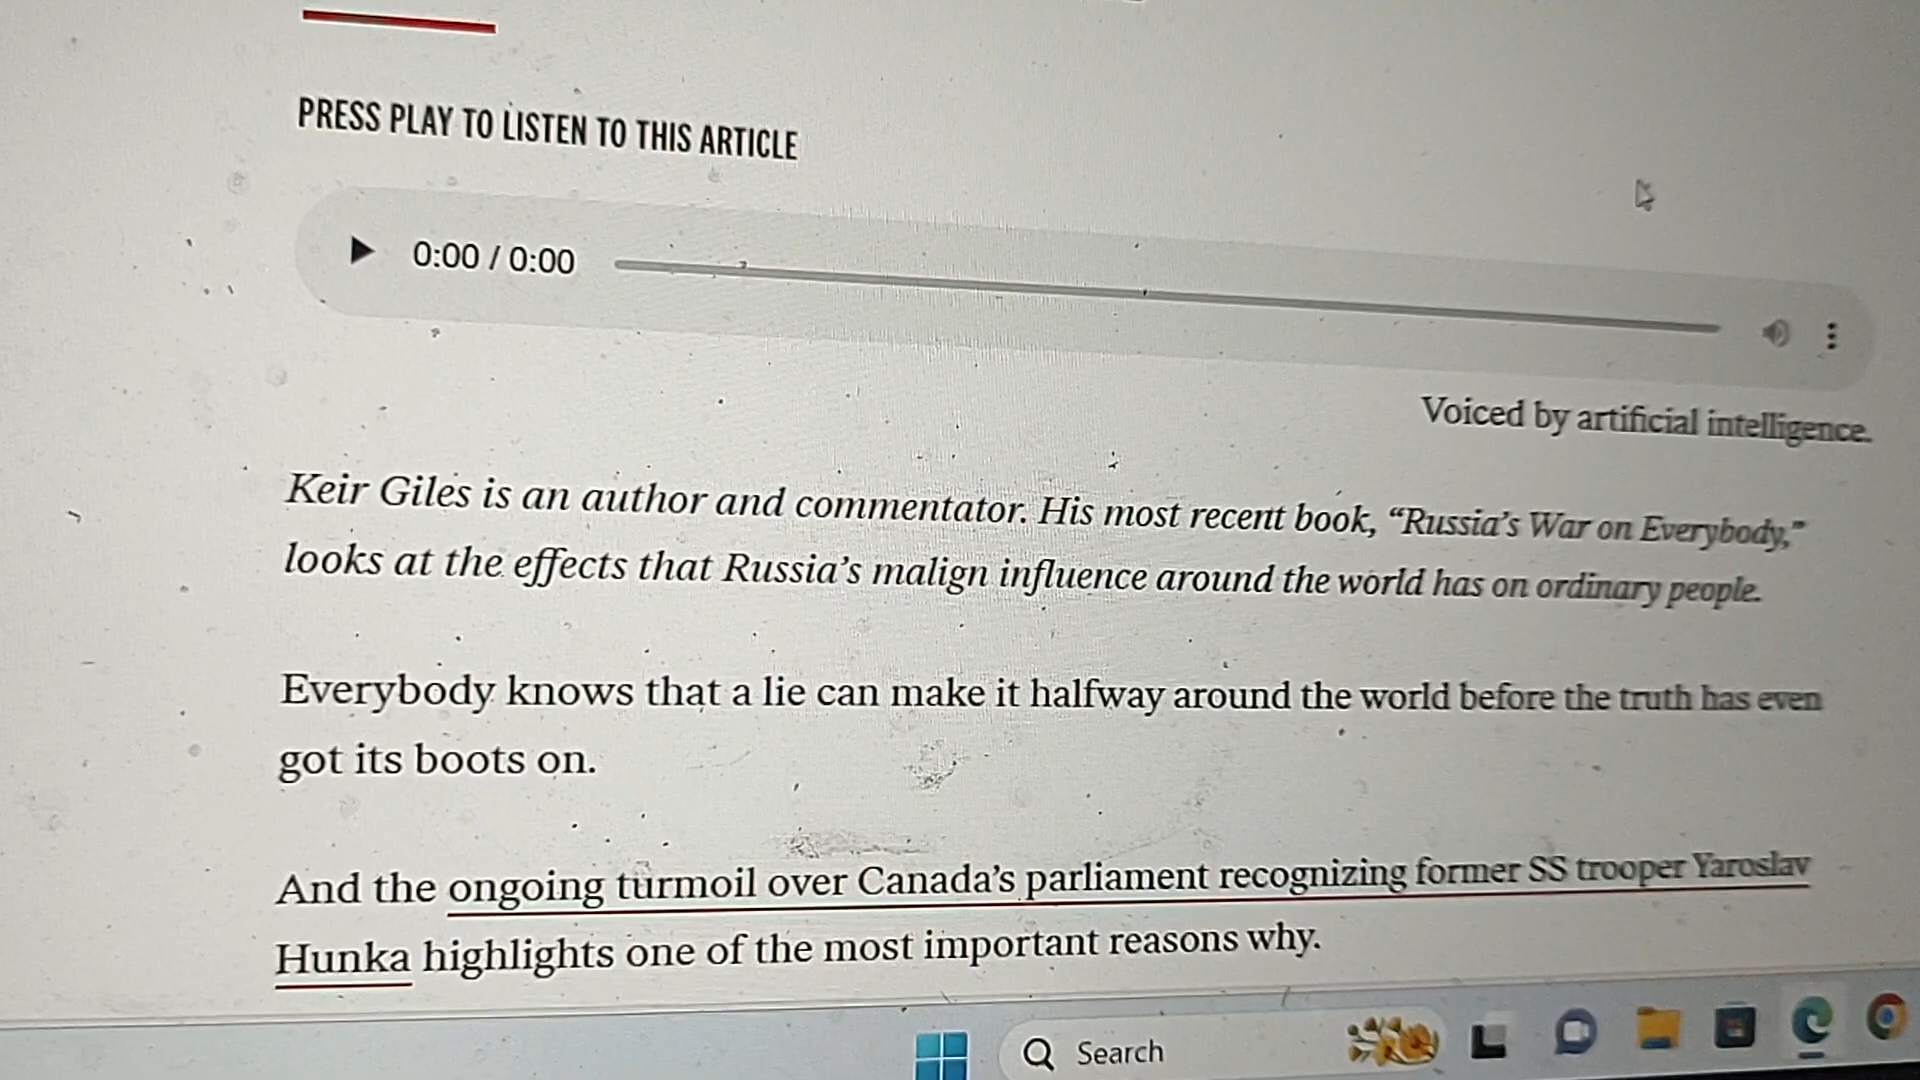 PRESS PLAY TO LISTEN TO THIS ARTICLE
0:00 / 0:00
Voiced by artificial intelligence.
Keir Giles is an author and commentator. His most recent book, “Russia’s War on Everybody,”
looks at the effects that Russia’s malign influence around the world has on ordinary people.
Everybody knows that a lie can make it halfway around the world before the truth has even
got its boots on.
And the ongoing turmoil over Canada’s parliament recognizing former SS trooper Yaroslav
Hunka highlights one of the most important reasons why.
Search